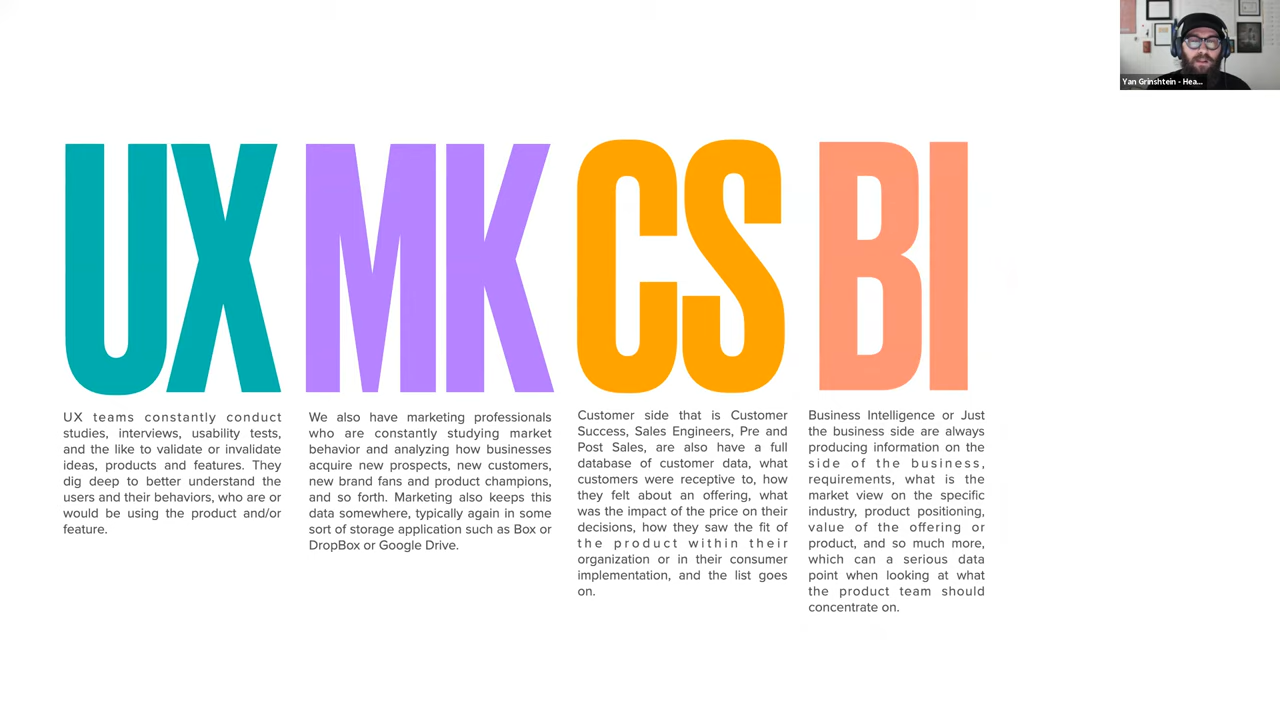 Yan Grinshtein - Hea...
UX
UX teams constantly conduct
studies, interviews, usability tests,
and the like to validate or invalidate
ideas, products and features. They
dig deep to better understand the
users and their behaviors, who are or
would be using the product and/or
feature.
MK
We also have marketing professionals
who are constantly studying market
behavior and analyzing how businesses
acquire new prospects, new customers,
new brand fans and product champions,
and so forth. Marketing also keeps this
data somewhere, typically again in some
sort of storage application such as Box or
DropBox or Google Drive.
CS
Customer side that is Customer
Success, Sales Engineers, Pre and
Post Sales, are also have a full
database of customer data, what
customers were receptive to, how
they felt about an offering, what
was the impact of the price on their
decisions, how they saw the fit of
the product within their
organization or in their consumer
implementation, and the list goes
on.
BI
Business Intelligence or Just
the business side are always
producing information on the
side of the business,
requirements, what is the
market view on the specific
industry, product positioning,
value of the offering or
product, and so much more,
which can a serious data
point when looking at what
the product team should
concentrate on.